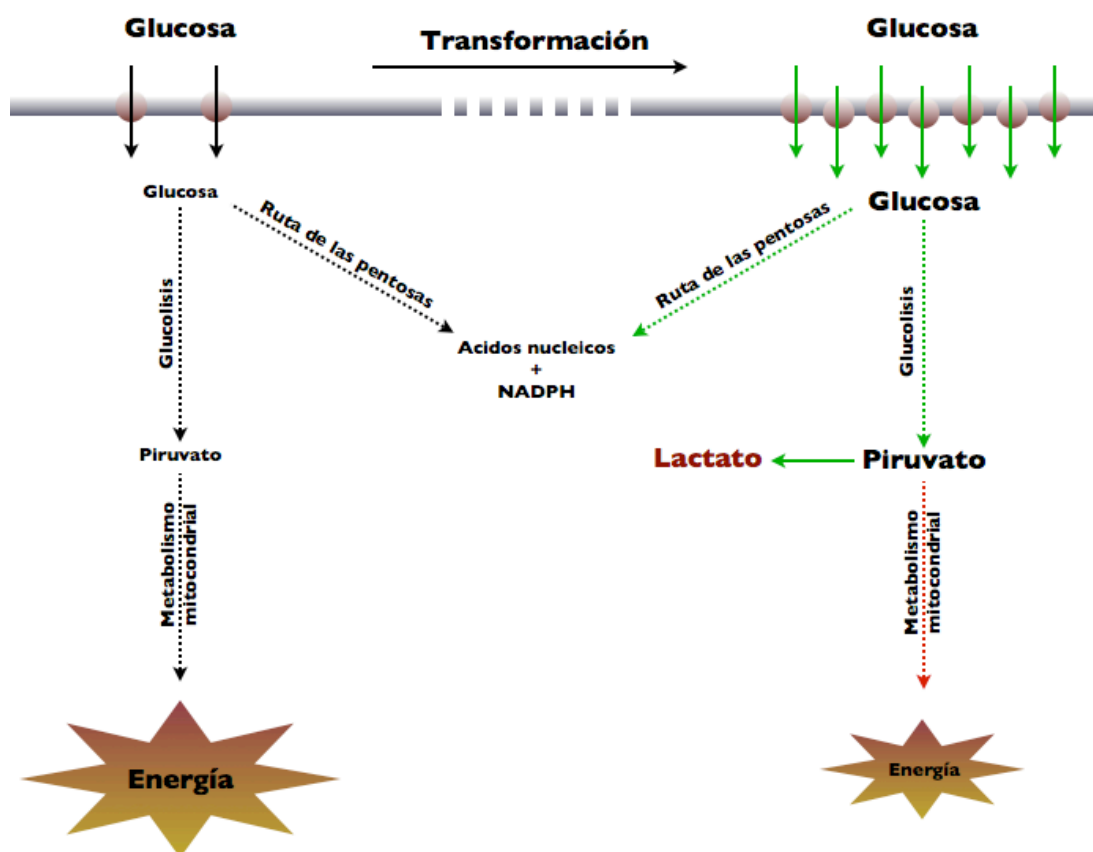 Glucosa
Transformación
Glucosa
Glucosa
Ruta de las pentosas
Glucolisis
Acidos nucleicos
+
NADPH
Piruvato
Metabolismo
mitocondrial
Energía
Glucosa
Ruta de las pentosas
Glucolisis
Lactato
Piruvato
Metabolismo
mitocondrial
Energía